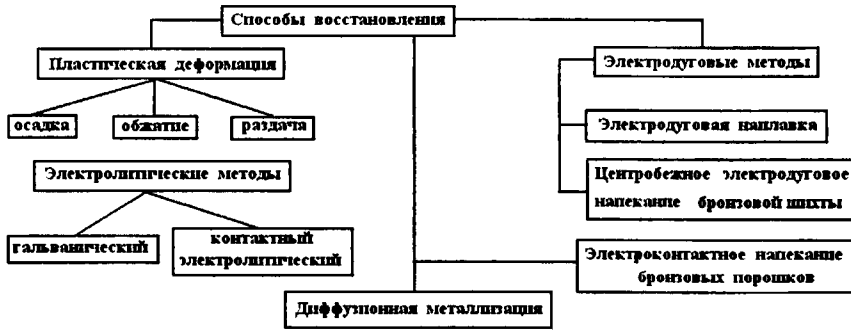 Способы восстановления
Пластическая деформация
осадка
обжатие
раздача
Электролитические методы
гальванический
контактный
электролитический
Электродуговые методы
Электродуговая наплавка
Центробежное электродуговое
напекание бронзовой шихты
Электроконтактное напекание
бронзовых порошков
Диффузионная металлизация